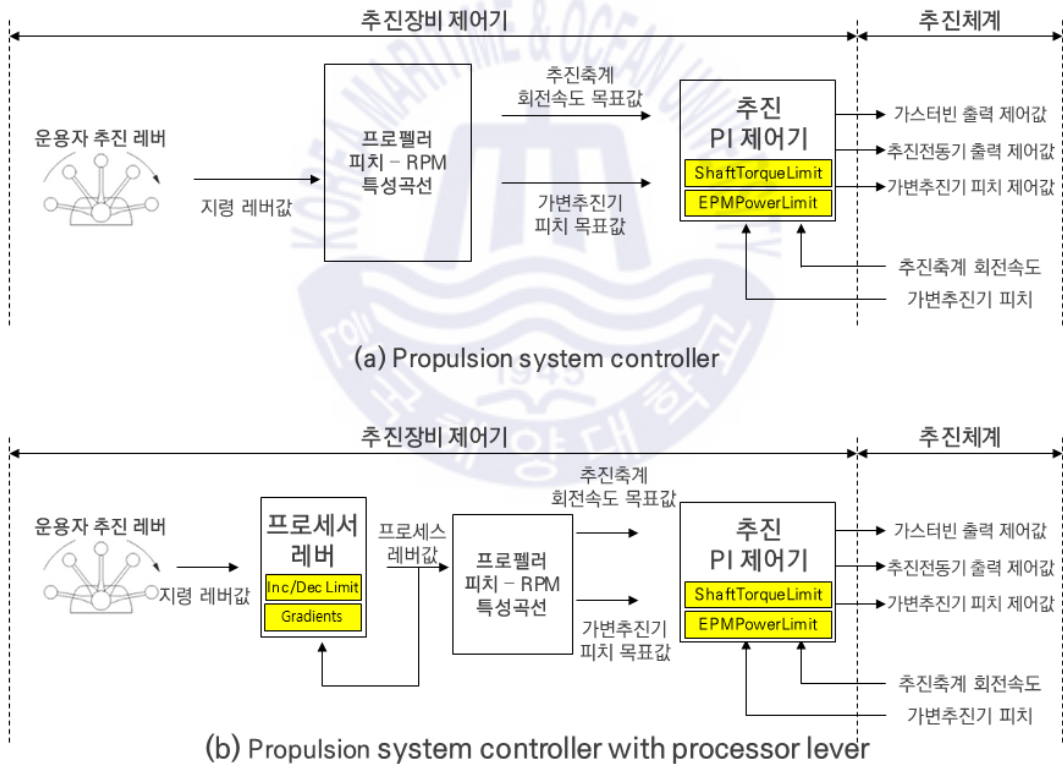 추진장비 제어기
추진체계
운용자 추진 레버
지령 레버값
프로펠러
피치 – RPM
특성곡선
추진축계
회전속도 목표값
가변추진기
피치 목표값
추진
PI 제어기
ShaftTorqueLimit
EPMPowerLimit
가스터빈 출력 제어값
추진전동기 출력 제어값
가변추진기 피치 제어값
추진축계 회전속도
가변추진기 피치
KOREA MARITIME & OCEAN UNIVERSITY
1945
한국해양대학교
(a) Propulsion system controller
추진장비 제어기
추진체계
운용자 추진 레버
지령 레버값
프로세서
레버
Inc/Dec Limit
Gradients
프로세스
레버값
프로펠러
피치 – RPM
특성곡선
추진축계
회전속도 목표값
가변추진기
피치 목표값
추진
PI 제어기
ShaftTorqueLimit
EPMPowerLimit
가스터빈 출력 제어값
추진전동기 출력 제어값
가변추진기 피치 제어값
추진축계 회전속도
가변추진기 피치
(b) Propulsion system controller with processor lever